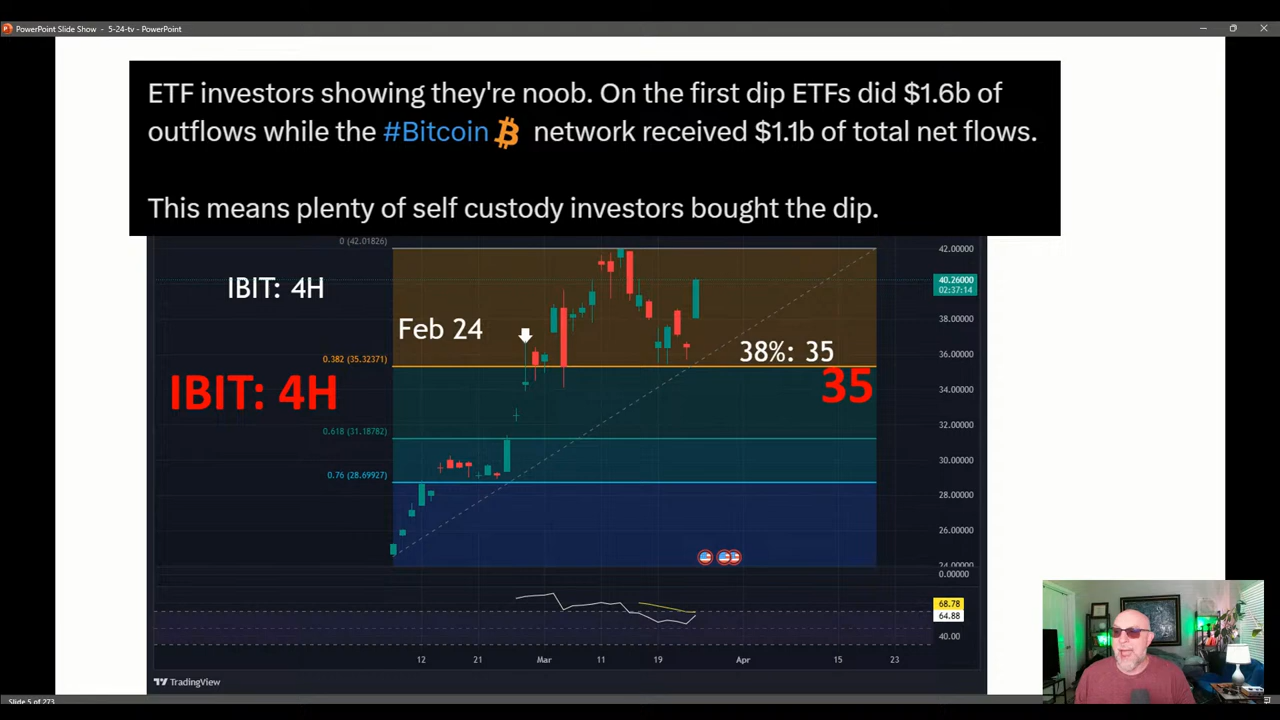 PowerPoint Slide Show - 5-24-tv - PowerPoint
ETF investors showing they're noob. On the first dip ETFs did $1.6b of
outflows while the #Bitcoin network received $1.1b of total net flows.
This means plenty of self custody investors bought the dip.
0 (42.01826)
42.00000
IBIT: 4H
40.26000
02:37:14
Feb 24
38.00000
38%: 35
36.00000
0.382 (35.32371)
IBIT: 4H
35
34.00000
0.618 (31.18782)
32.00000
30.00000
0.76 (28.69927)
28.00000
26.00000
24.00000
0.00000
68.78
64.88
40.00
12
21
Mar
11
19
Apr
15
23
TradingView
Slide 5 of 273